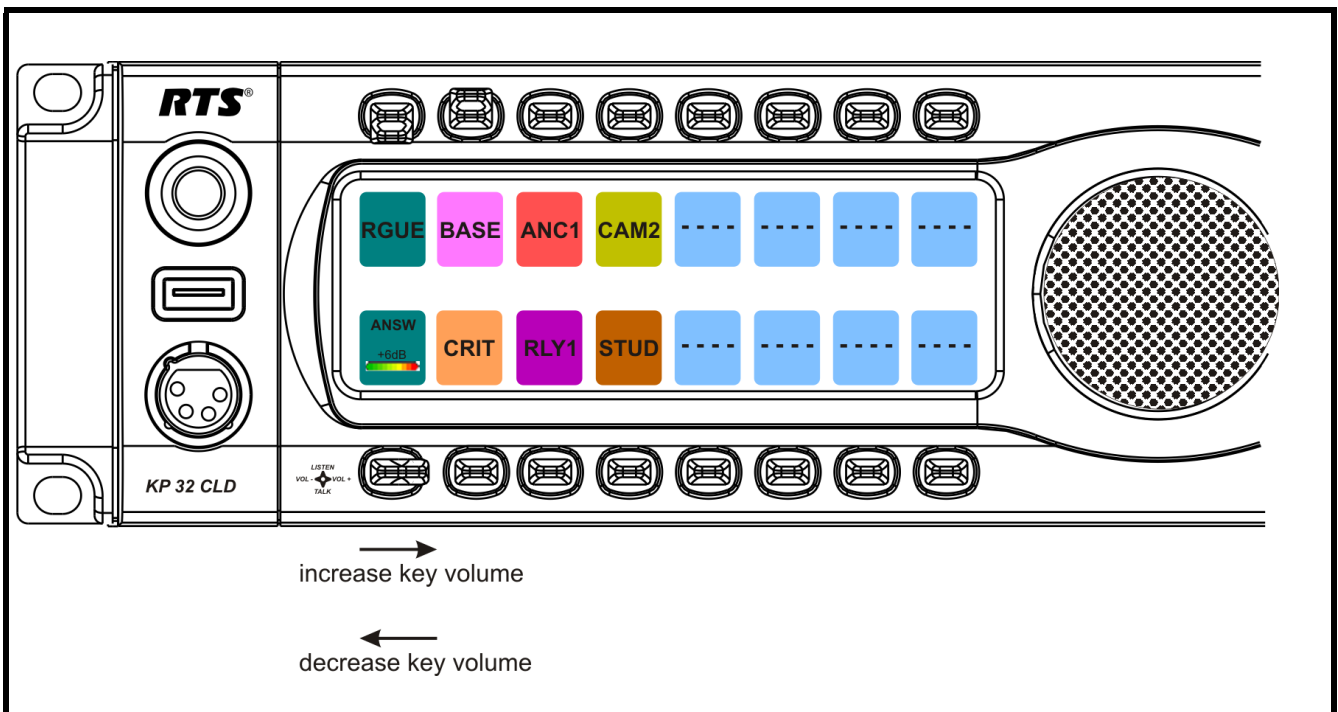 RTS®
RGUE BASE ANC1 CAM2 ---- ---- ---- ----
ANSW
+6dB
CRIT RLY1 STUD ---- ---- ---- ----
KP 32 CLD
LISTEN
VOL - VOL +
TALK
increase key volume
decrease key volume